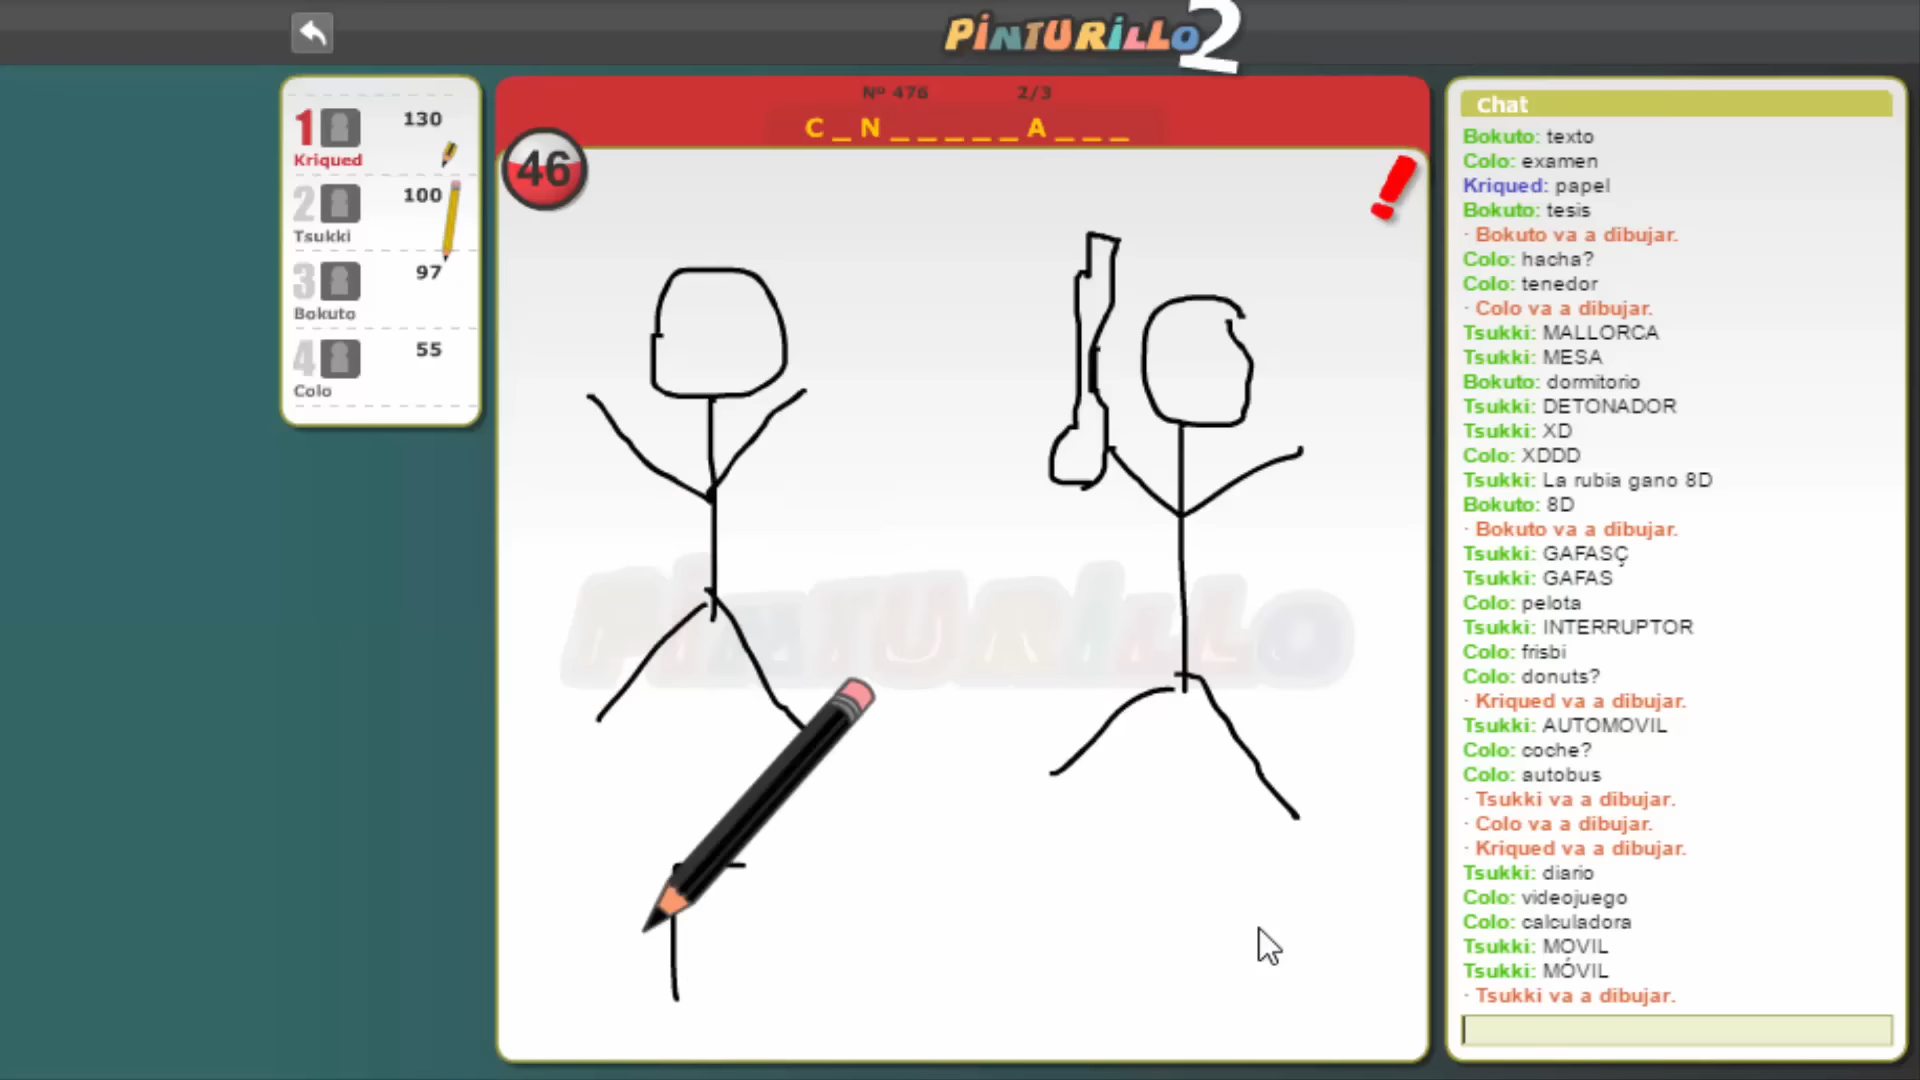 PiNTURiLLo 2
Nº 476 2/3
C _ N _ _ _ _ _ A _ _ _
46
1 130
Kriqued
2 100
Tsukki
3 97
Bokuto
4 55
Colo
PiNTURiLLo
Chat
Bokuto: texto
Colo: examen
Kriqued: papel
Bokuto: tesis
· Bokuto va a dibujar.
Colo: hacha?
Colo: tenedor
· Colo va a dibujar.
Tsukki: MALLORCA
Tsukki: MESA
Bokuto: dormitorio
Tsukki: DETONADOR
Tsukki: XD
Colo: XDDD
Tsukki: La rubia gano 8D
Bokuto: 8D
· Bokuto va a dibujar.
Tsukki: GAFASÇ
Tsukki: GAFAS
Colo: pelota
Tsukki: INTERRUPTOR
Colo: frisbi
Colo: donuts?
· Kriqued va a dibujar.
Tsukki: AUTOMOVIL
Colo: coche?
Colo: autobus
· Tsukki va a dibujar.
· Colo va a dibujar.
· Kriqued va a dibujar.
Tsukki: diario
Colo: videojuego
Colo: calculadora
Tsukki: MOVIL
Tsukki: MÓVIL
· Tsukki va a dibujar.